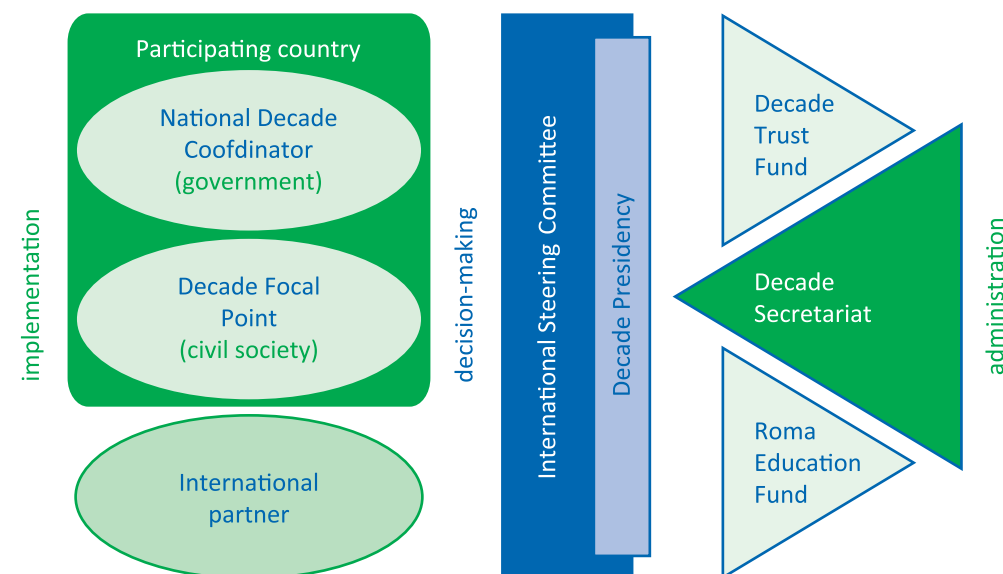 implementation
Participating country
National Decade
Coofdinator
(government)
Decade Focal
Point
(civil society)
International
partner
decision-making
International Steering Committee
Decade Presidency
Decade
Trust
Fund
Decade
Secretariat
Roma
Education
Fund
administration